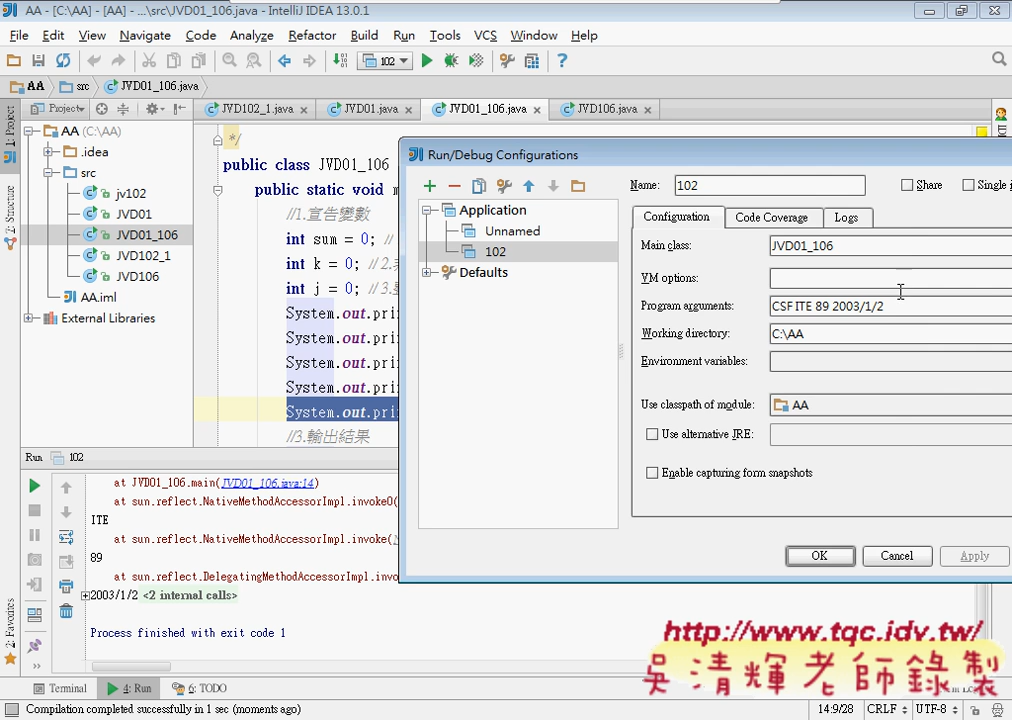 AA - [C:\AA] - [AA] - ...\src\JVD01_106.java - IntelliJ IDEA 13.0.1
File Edit View Navigate Code Analyze Refactor Build Run Tools VCS Window Help
102
AA src JVD01_106.java
1: Project
2: Structure
2: Favorites
Project
JVD102_1.java JVD01.java JVD01_106.java JVD106.java
AA (C:\AA)
.idea
src
jv102
JVD01
JVD01_106
JVD102_1
JVD106
AA.iml
External Libraries
*/
public class JVD01_106
public static void m
//1.宣告變數
int sum = 0; //
int k = 0; //2.
int j = 0; //3.
System.out.pri
System.out.pri
System.out.pri
System.out.pri
System.out.pri
//3.輸出結果
Run/Debug Configurations
Application
Unnamed
102
Defaults
Name: 102
Share
Single i
Configuration Code Coverage Logs
Main class: JVD01_106
VM options:
Program arguments: CSF ITE 89 2003/1/2
Working directory: C:\AA
Environment variables:
Use classpath of module: AA
Use alternative JRE:
Enable capturing form snapshots
OK Cancel Apply
Run 102
at JVD01_106.main(JVD01_106.java:14)
at sun.reflect.NativeMethodAccessorImpl.invoke0(
ITE
at sun.reflect.NativeMethodAccessorImpl.invoke(
89
at sun.reflect.DelegatingMethodAccessorImpl.invo
2003/1/2 <2 internal calls>
Process finished with exit code 1
http://www.tqc.idv.tw/
吳清輝老師錄製
Terminal 4: Run 6: TODO
Compilation completed successfully in 1 sec (moments ago)
14:9/28 CRLF UTF-8